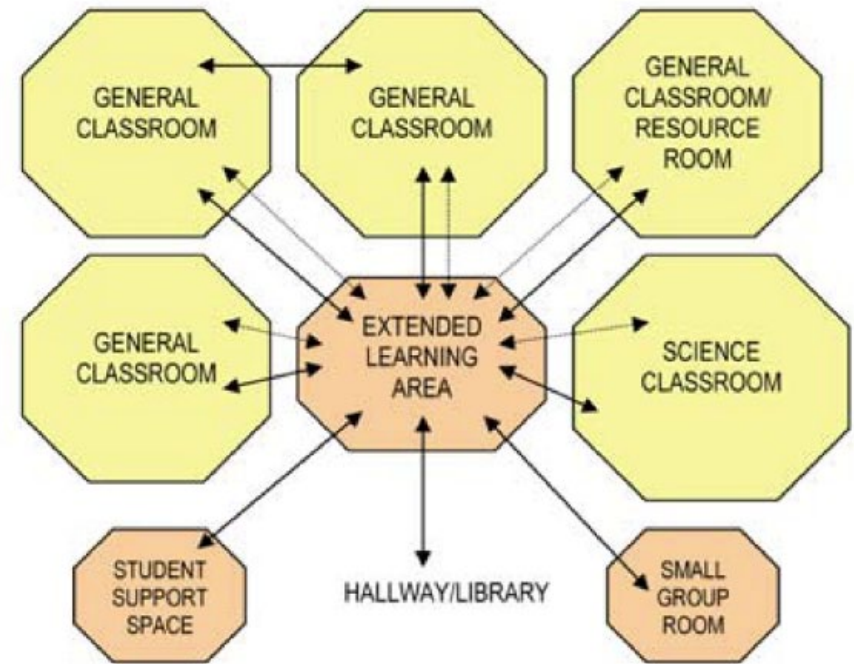 GENERAL
CLASSROOM
GENERAL
CLASSROOM
GENERAL
CLASSROOM/
RESOURCE
ROOM
GENERAL
CLASSROOM
EXTENDED
LEARNING
AREA
SCIENCE
CLASSROOM
STUDENT
SUPPORT
SPACE
HALLWAY/LIBRARY
SMALL
GROUP
ROOM